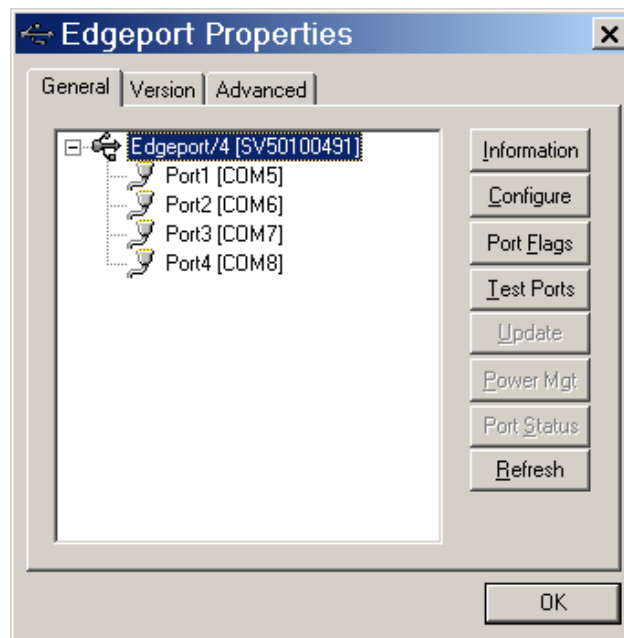 Edgeport Properties
General
Version
Advanced
Edgeport/4 [SV50100491]
Port1 [COM5]
Port2 [COM6]
Port3 [COM7]
Port4 [COM8]
Information
Configure
Port Flags
Test Ports
Update
Power Mgt
Port Status
Refresh
OK